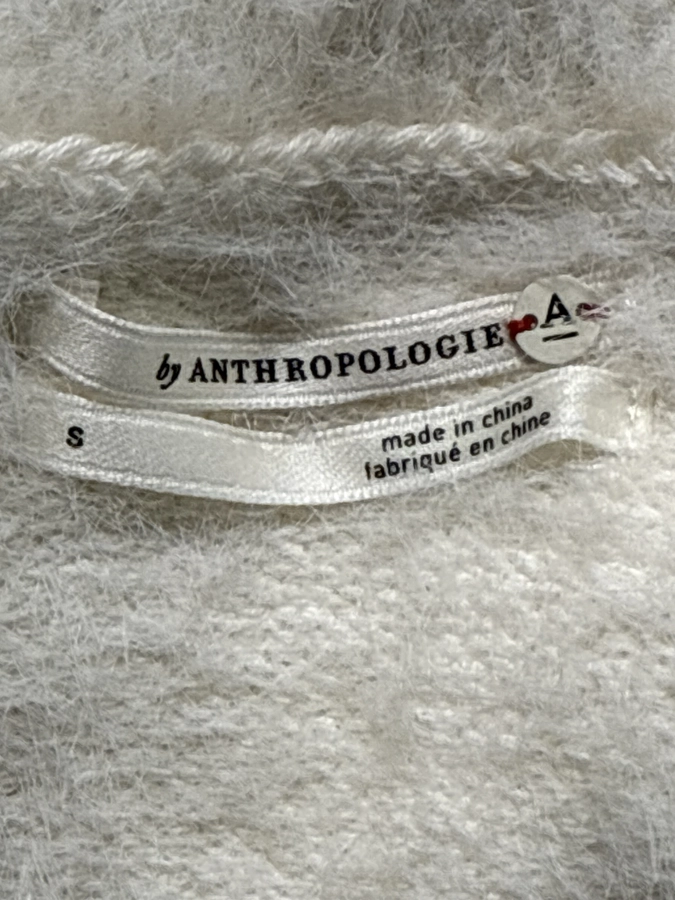 by ANTHROPOLOGIE
A
S
made in china
fabriqué en chine